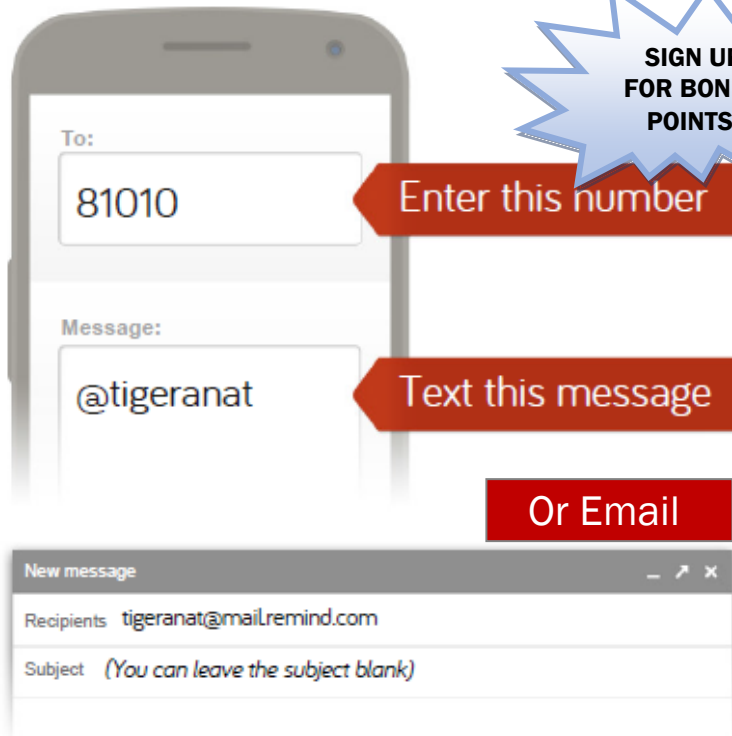 SIGN
FOR
POINTS
To:
81010
Enter this number
Message:
@tigeranat
Text this message
Or Email
New message
Recipients tigeranat@mail.remind.com
Subject (You can leave the subject blank)